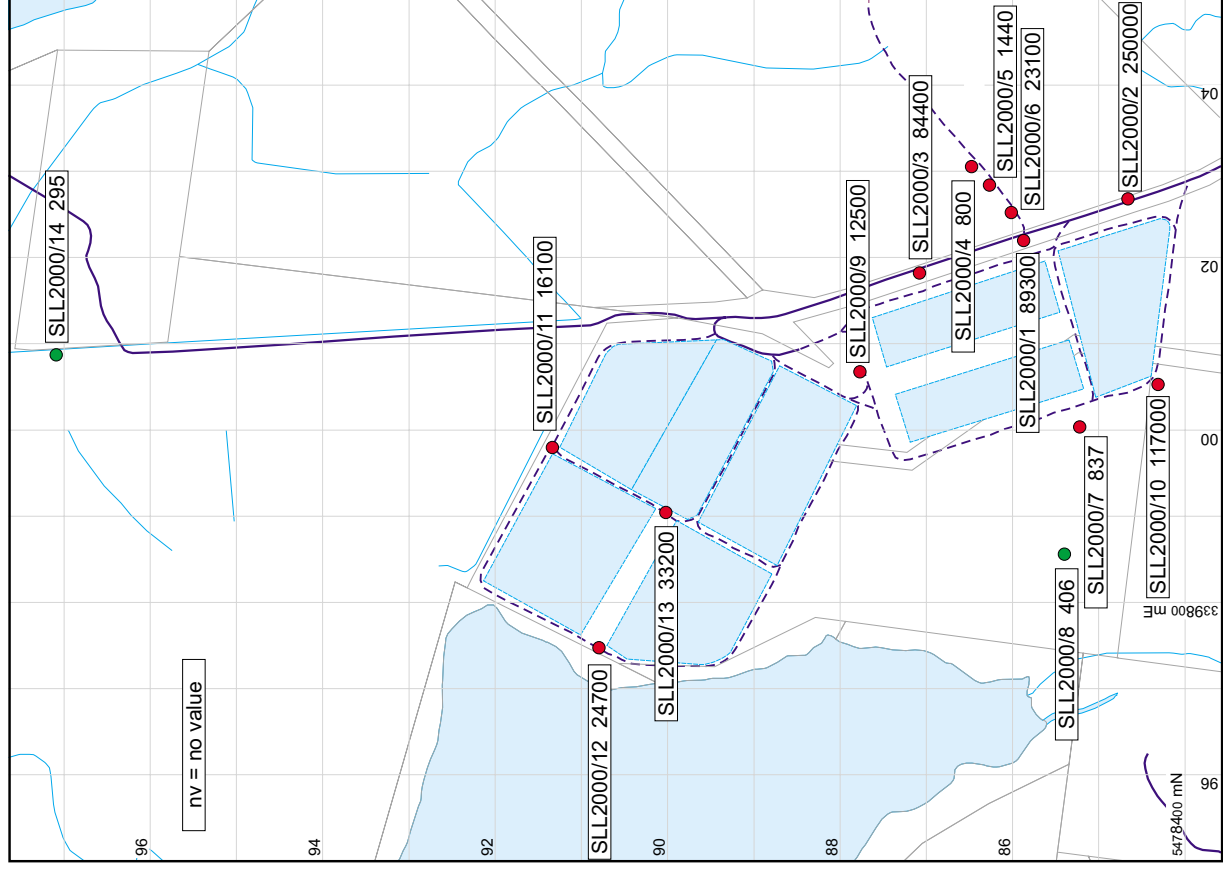 SLL2000/14 295
SLL2000/11 16100
SLL2000/9 12500
SLL2000/3 84400
SLL2000/4 800
SLL2000/5 1440
SLL2000/6 23100
SLL2000/2 250000
SLL2000/1 89300
SLL2000/7 837
SLL2000/10 117000
SLL2000/8 406
SLL2000/13 33200
SLL2000/12 24700
nv = no value
96
94
92
90
88
86
5478400 mN
04
02
00
339800 mE
96